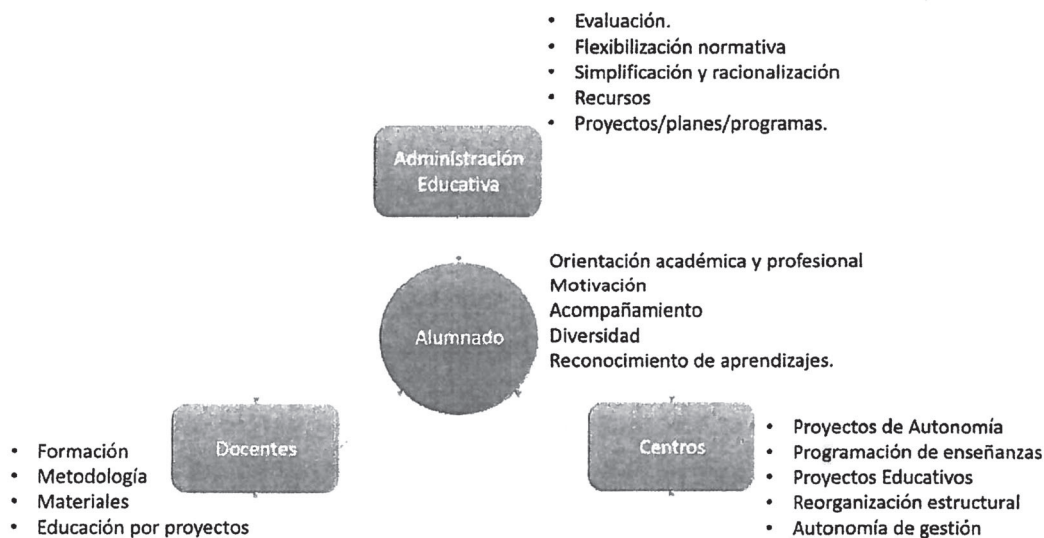 • Evaluación.
• Flexibilización normativa
• Simplificación y racionalización
• Recursos
• Proyectos/planes/programas.
Administración
Educativa
Orientación académica y profesional
Motivación
Acompañamiento
Diversidad
Reconocimiento de aprendizajes.
Alumnado
Docentes
• Formación
• Metodología
• Materiales
• Educación por proyectos
Centros
• Proyectos de Autonomía
• Programación de enseñanzas
• Proyectos Educativos
• Reorganización estructural
• Autonomía de gestión